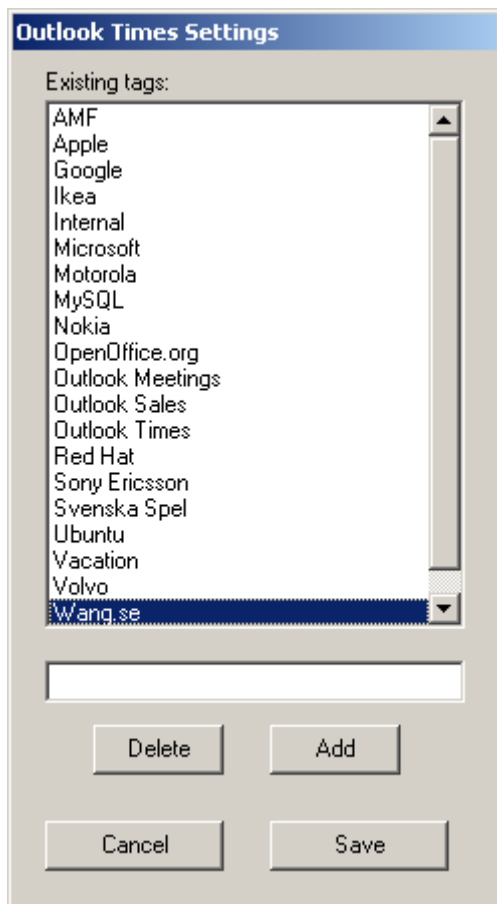 Outlook Times Settings
Existing tags:
AMF
Apple
Google
Ikea
Internal
Microsoft
Motorola
MySQL
Nokia
OpenOffice.org
Outlook Meetings
Outlook Sales
Outlook Times
Red Hat
Sony Ericsson
Svenska Spel
Ubuntu
Vacation
Volvo
Wang.se
Delete Add
Cancel Save